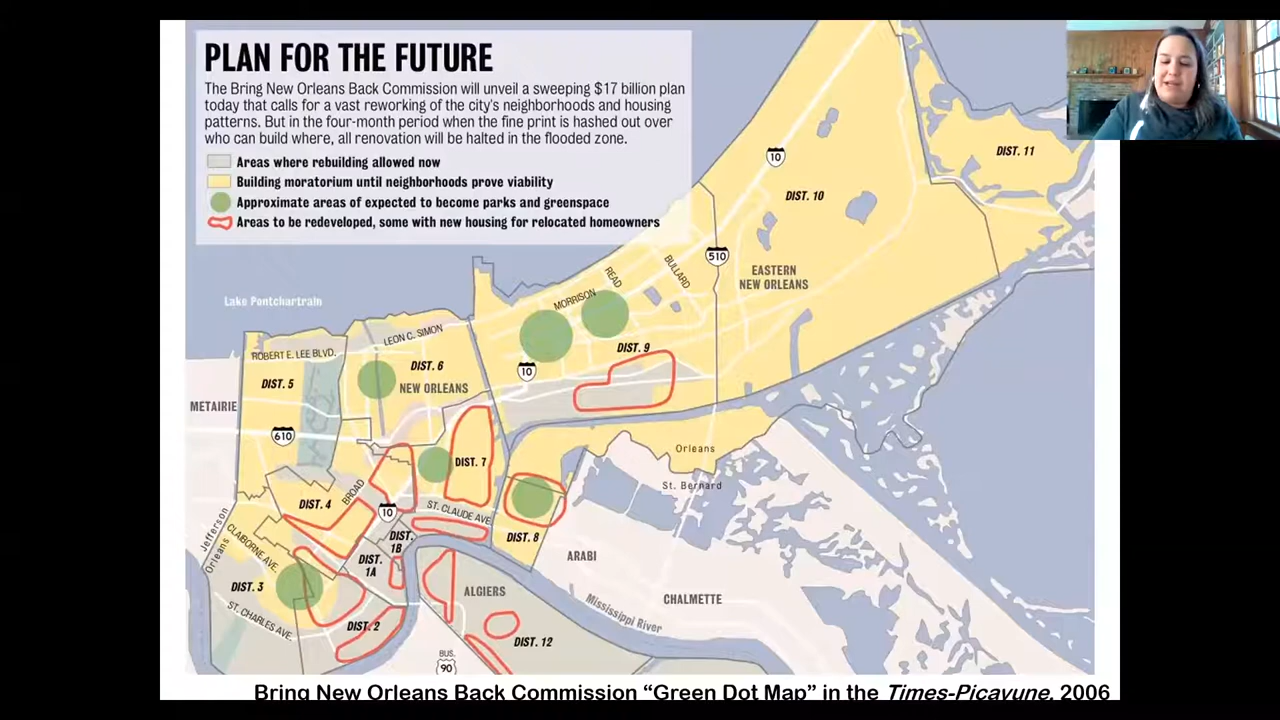 PLAN FOR THE FUTURE
The Bring New Orleans Back Commission will unveil a sweeping $17 billion plan
today that calls for a vast reworking of the city's neighborhoods and housing
patterns. But in the four-month period when the fine print is hashed out over
who can build where, all renovation will be halted in the flooded zone.
Areas where rebuilding allowed now
Building moratorium until neighborhoods prove viability
Approximate areas of expected to become parks and greenspace
Areas to be redeveloped, some with new housing for relocated homeowners
10
DIST. 11
DIST. 10
510
BULLARD
READ
EASTERN
NEW ORLEANS
MORRISON
Lake Pontchartrain
LEON C. SIMON
ROBERT E. LEE BLVD.
DIST. 9
DIST. 6
10
DIST. 5
NEW ORLEANS
METAIRIE
610
Orleans
DIST. 7
St. Bernard
BROAD
DIST. 4
10
ST. CLAUDE AVE.
Jefferson
Orleans
CLAIBORNE AVE.
DIST.
1B
DIST. 8
DIST.
1A
ARABI
DIST. 3
ALGIERS
CHALMETTE
Mississippi River
ST. CHARLES AVE.
DIST. 2
DIST. 12
BUS.
90
Bring New Orleans Back Commission “Green Dot Map” in the Times-Picayune, 2006